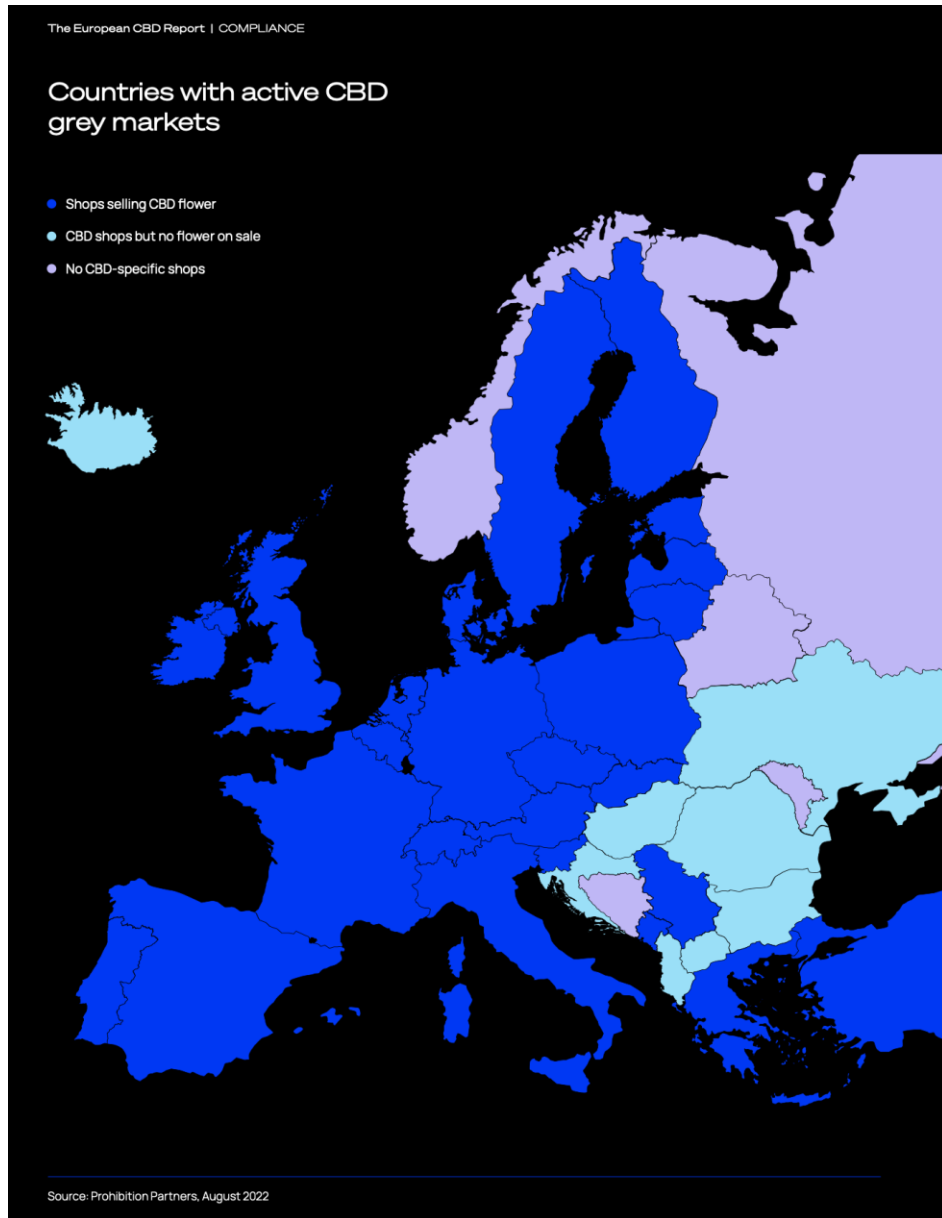 The European CBD Report | COMPLIANCE
Countries with active CBD
grey markets
Shops selling CBD flower
CBD shops but no flower on sale
No CBD-specific shops
Source: Prohibition Partners, August 2022